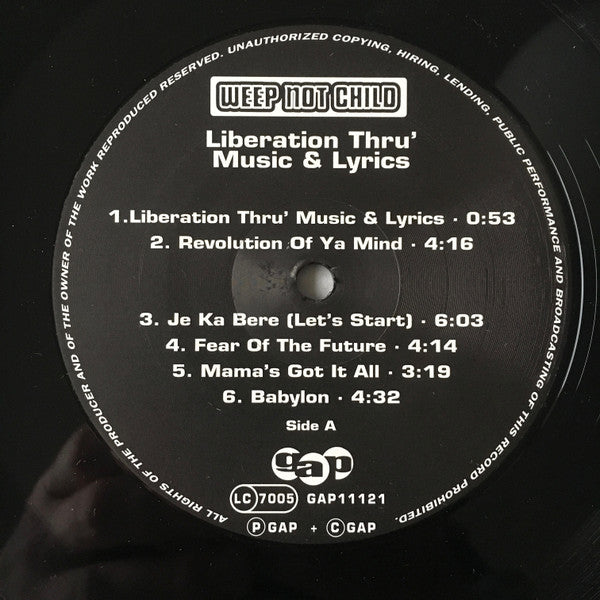 ALL RIGHTS OF THE PRODUCER AND OF THE OWNER OF THE WORK REPRODUCED RESERVED. UNAUTHORIZED COPYING, HIRING, LENDING, PUBLIC PERFORMANCE AND BROADCASTING OF THIS RECORD PROHIBITED.
WEEP NOT CHILD
Liberation Thru'
Music & Lyrics
1.Liberation Thru' Music & Lyrics · 0:53
2. Revolution Of Ya Mind · 4:16
3. Je Ka Bere (Let's Start) · 6:03
4. Fear Of The Future · 4:14
5. Mama's Got It All · 3:19
6. Babylon · 4:32
Side A
gap
LC 7005 GAP11121
Ⓟ GAP + © GAP